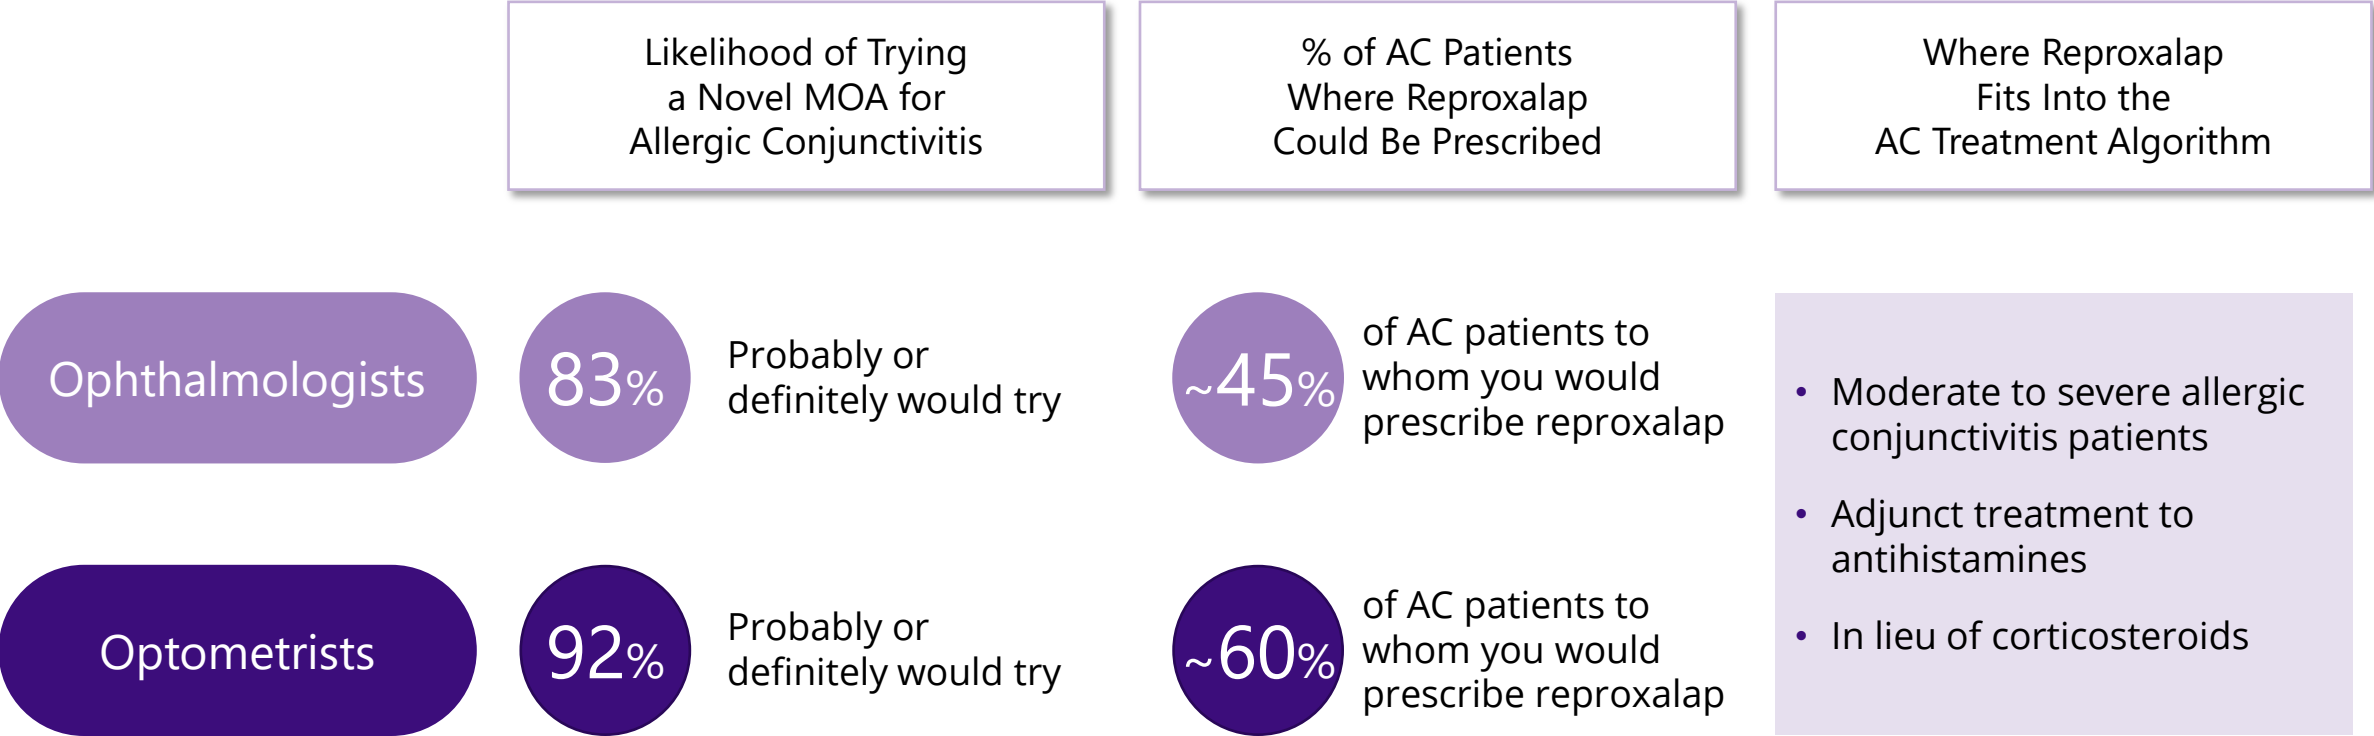 Likelihood of Trying
a Novel MOA for
Allergic Conjunctivitis
% of AC Patients
Where Reproxalap
Could Be Prescribed
Where Reproxalap
Fits Into the
AC Treatment Algorithm
Ophthalmologists
83%
Probably or
definitely would try
~45%
of AC patients to
whom you would
prescribe reproxalap
Optometrists
92%
Probably or
definitely would try
~60%
of AC patients to
whom you would
prescribe reproxalap
• Moderate to severe allergic
conjunctivitis patients
• Adjunct treatment to
antihistamines
• In lieu of corticosteroids